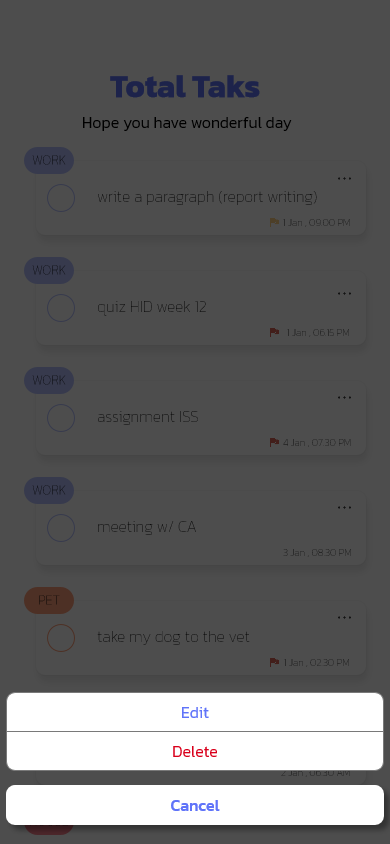 Total Taks
Hope you have wonderful day
WORK
...
write a paragraph (report writing)
1 Jan , 09.00 PM
WORK
...
quiz HID week 12
1 Jan , 06.15 PM
WORK
...
assignment ISS
4 Jan , 07.30 PM
WORK
...
meeting w/ CA
3 Jan , 08.30 PM
PET
...
take my dog to the vet
1 Jan , 02.30 PM
Edit
Delete
2 Jan , 06.30 AM
Cancel